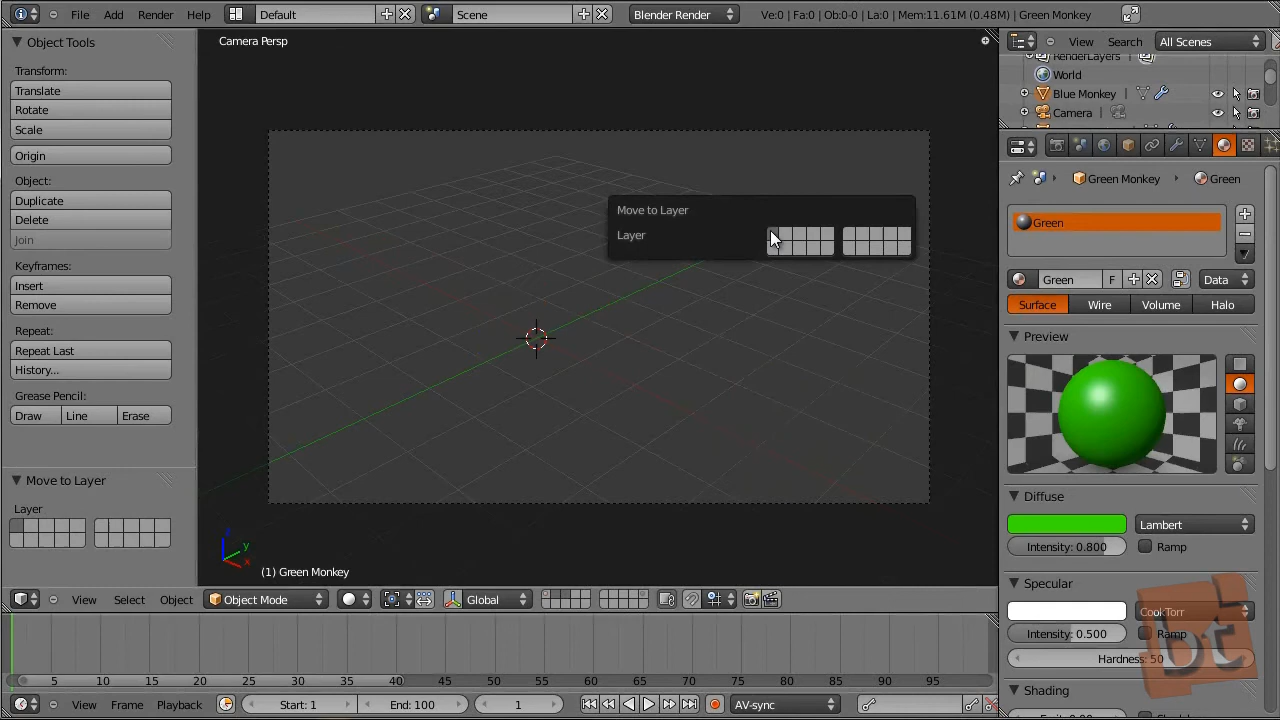 File Add Render Help Default Scene Blender Render Ve:0 | Fa:0 | Ob:0-0 | La:0 | Mem:11.61M (0.48M) | Green Monkey
Object Tools
Transform:
Translate
Rotate
Scale
Origin
Object:
Duplicate
Delete
Join
Keyframes:
Insert
Remove
Repeat:
Repeat Last
History...
Grease Pencil:
Draw Line Erase
Move to Layer
Layer
Camera Persp
Move to Layer
Layer
z
y
x
(1) Green Monkey
View Select Object Object Mode Global
5 10 15 20 25 30 35 40 45 50 55 60 65 70 75 80 85 90 95
View Frame Playback Start: 1 End: 100 1 AV-sync
View Search All Scenes
RenderLayers
World
Blue Monkey
Camera
Green Monkey Green
Green
Green F Data
Surface Wire Volume Halo
Preview
Diffuse
Lambert
Intensity: 0.800 Ramp
Specular
CookTorr
Intensity: 0.500 Ramp
Hardness: 50
Shading
bt